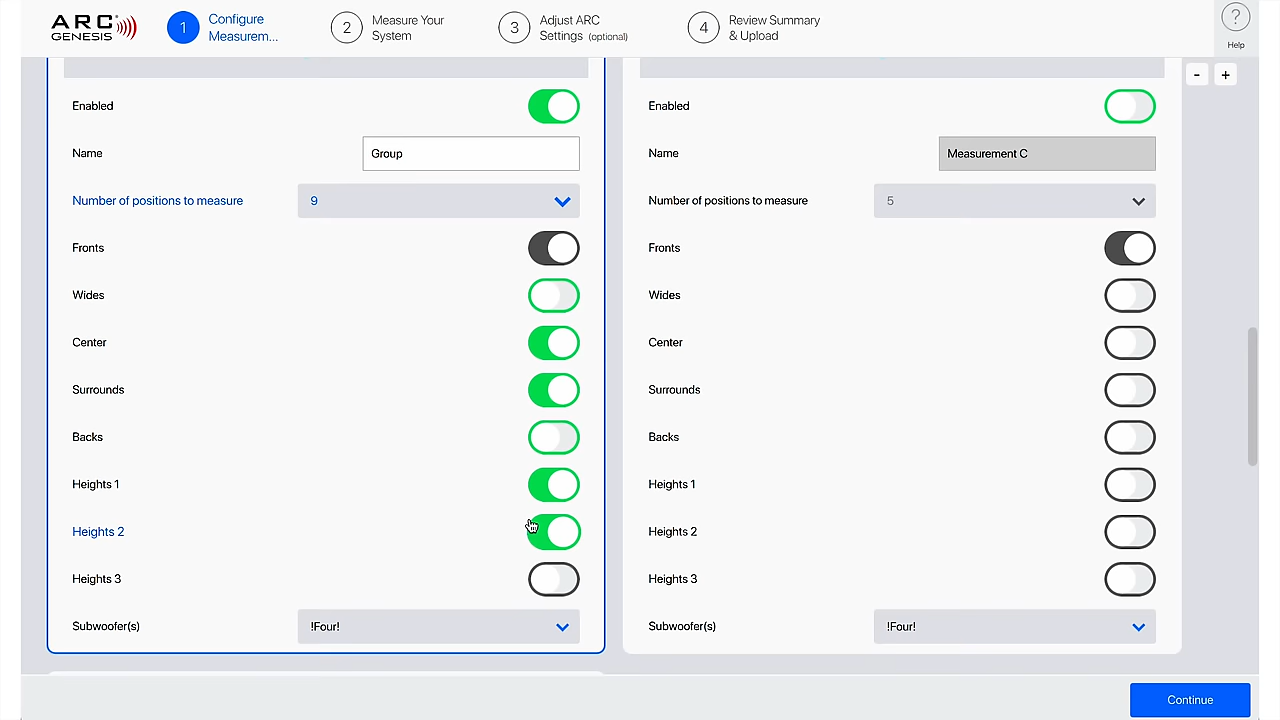 ARC
GENESIS
1
Configure
Measurem...
2
Measure Your
System
3
Adjust ARC
Settings (optional)
4
Review Summary
& Upload
?
Help
- +
Enabled
Name
Group
Number of positions to measure
9
Fronts
Wides
Center
Surrounds
Backs
Heights 1
Heights 2
Heights 3
Subwoofer(s)
!Four!
Enabled
Name
Measurement C
Number of positions to measure
5
Fronts
Wides
Center
Surrounds
Backs
Heights 1
Heights 2
Heights 3
Subwoofer(s)
!Four!
Continue